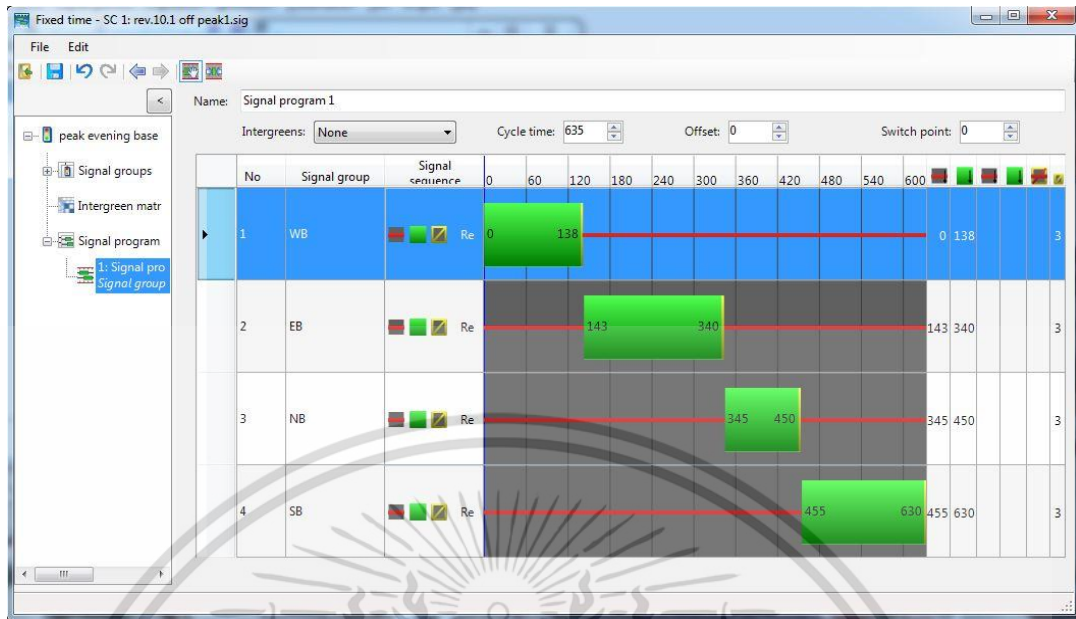 Fixed time - SC 1: rev.10.1 off peak1.sig
File Edit
Name: Signal program 1
Intergreens: None Cycle time: 635 Offset: 0 Switch point: 0
peak evening base
Signal groups
Intergreen matr
Signal program
1: Signal pro
Signal group
No Signal group Signal sequence 0 60 120 180 240 300 360 420 480 540 600
1 WB Re 0 138 0 138 3
2 EB Re 143 340 143 340 3
3 NB Re 345 450 345 450 3
4 SB Re 455 630 455 630 3